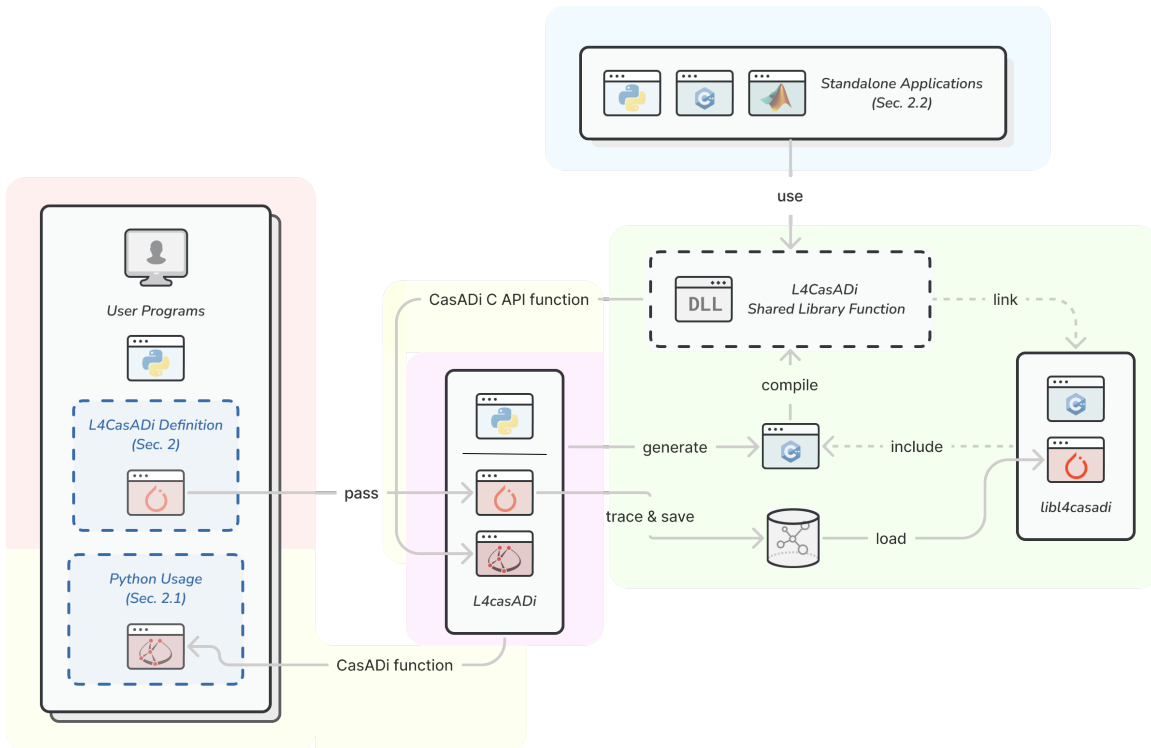 Standalone Applications
(Sec. 2.2)
use
User Programs
L4CasADi Definition
(Sec. 2)
Python Usage
(Sec. 2.1)
pass
CasADi C API function
L4casADi
CasADi function
DLL
L4CasADi
Shared Library Function
link
compile
generate
include
trace & save
load
libl4casadi